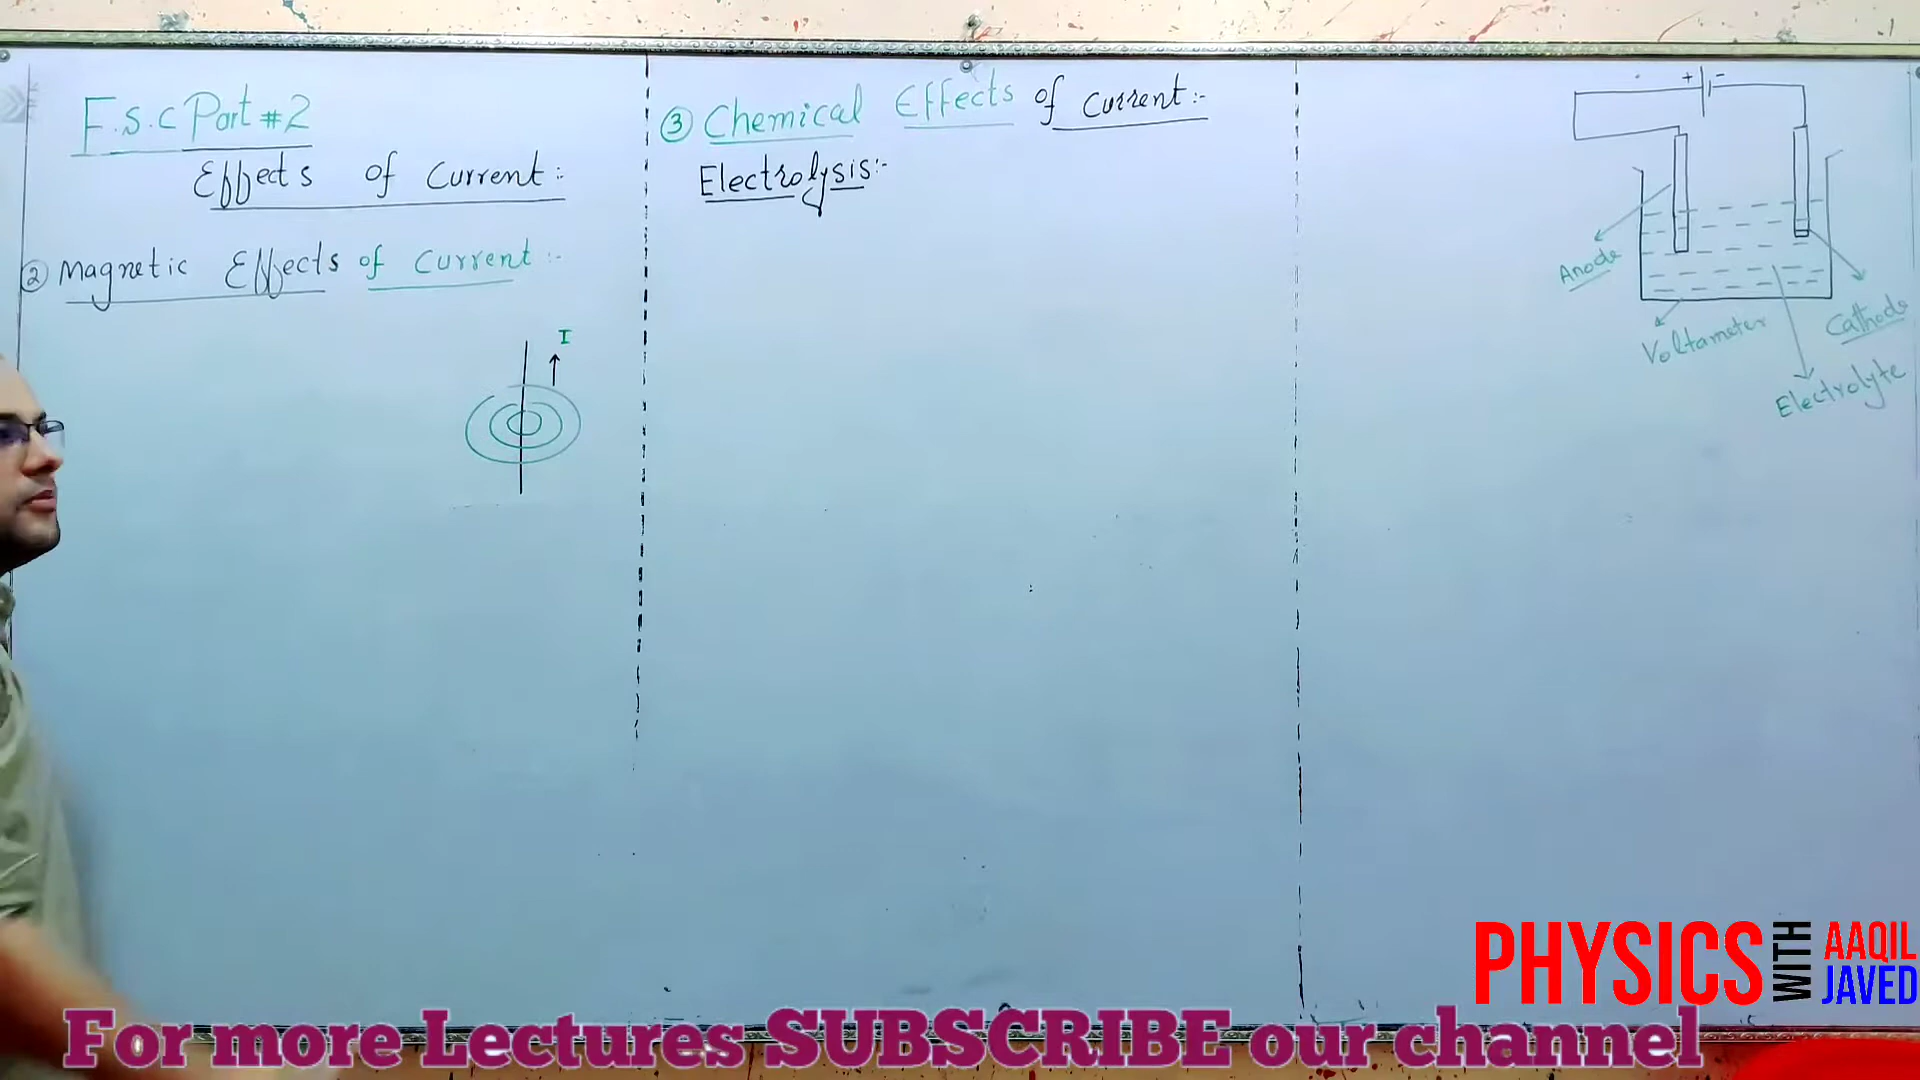 F.S.C Part #2
Effects of Current:
② Magnetic Effects of Current:-
I
③ Chemical Effects of Current:-
Electrolysis:-
+ -
Anode
Cathode
Voltameter
Electrolyte
PHYSICS WITH AAQIL JAVED
For more Lectures SUBSCRIBE our channel